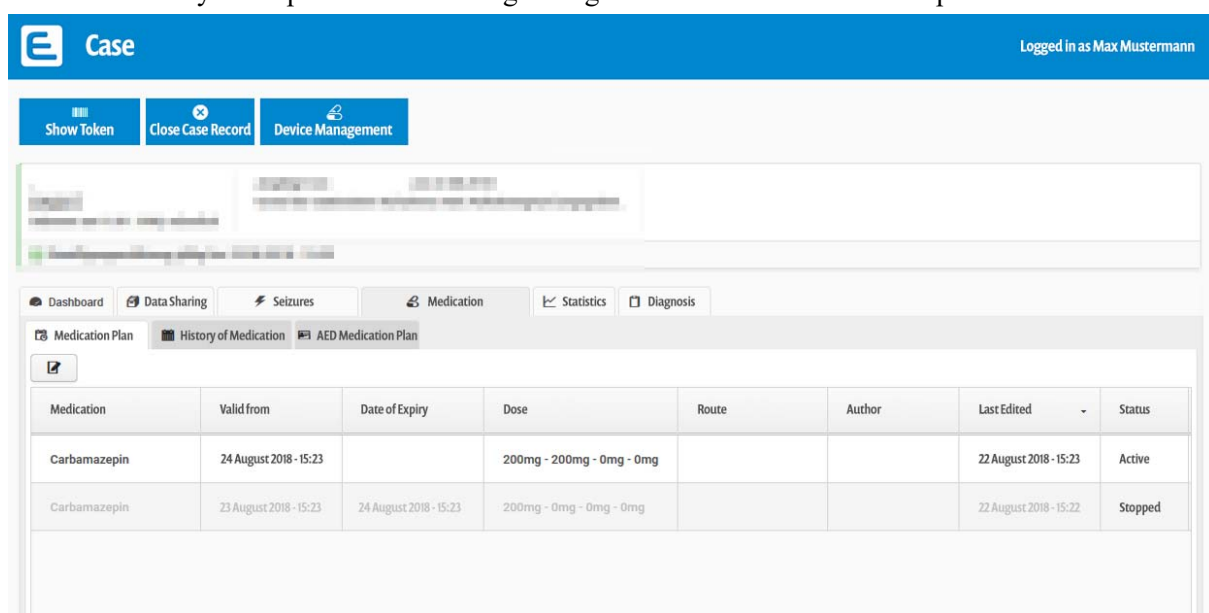 Case
Logged in as Max Mustermann
Show Token Close Case Record Device Management
Dashboard Data Sharing Seizures Medication Statistics Diagnosis
Medication Plan History of Medication AED Medication Plan
Medication Valid from Date of Expiry Dose Route Author Last Edited Status
Carbamazepin 24 August 2018 - 15:23 200mg - 200mg - 0mg - 0mg 22 August 2018 - 15:23 Active
Carbamazepin 23 August 2018 - 15:23 24 August 2018 - 15:23 200mg - 0mg - 0mg - 0mg 22 August 2018 - 15:22 Stopped